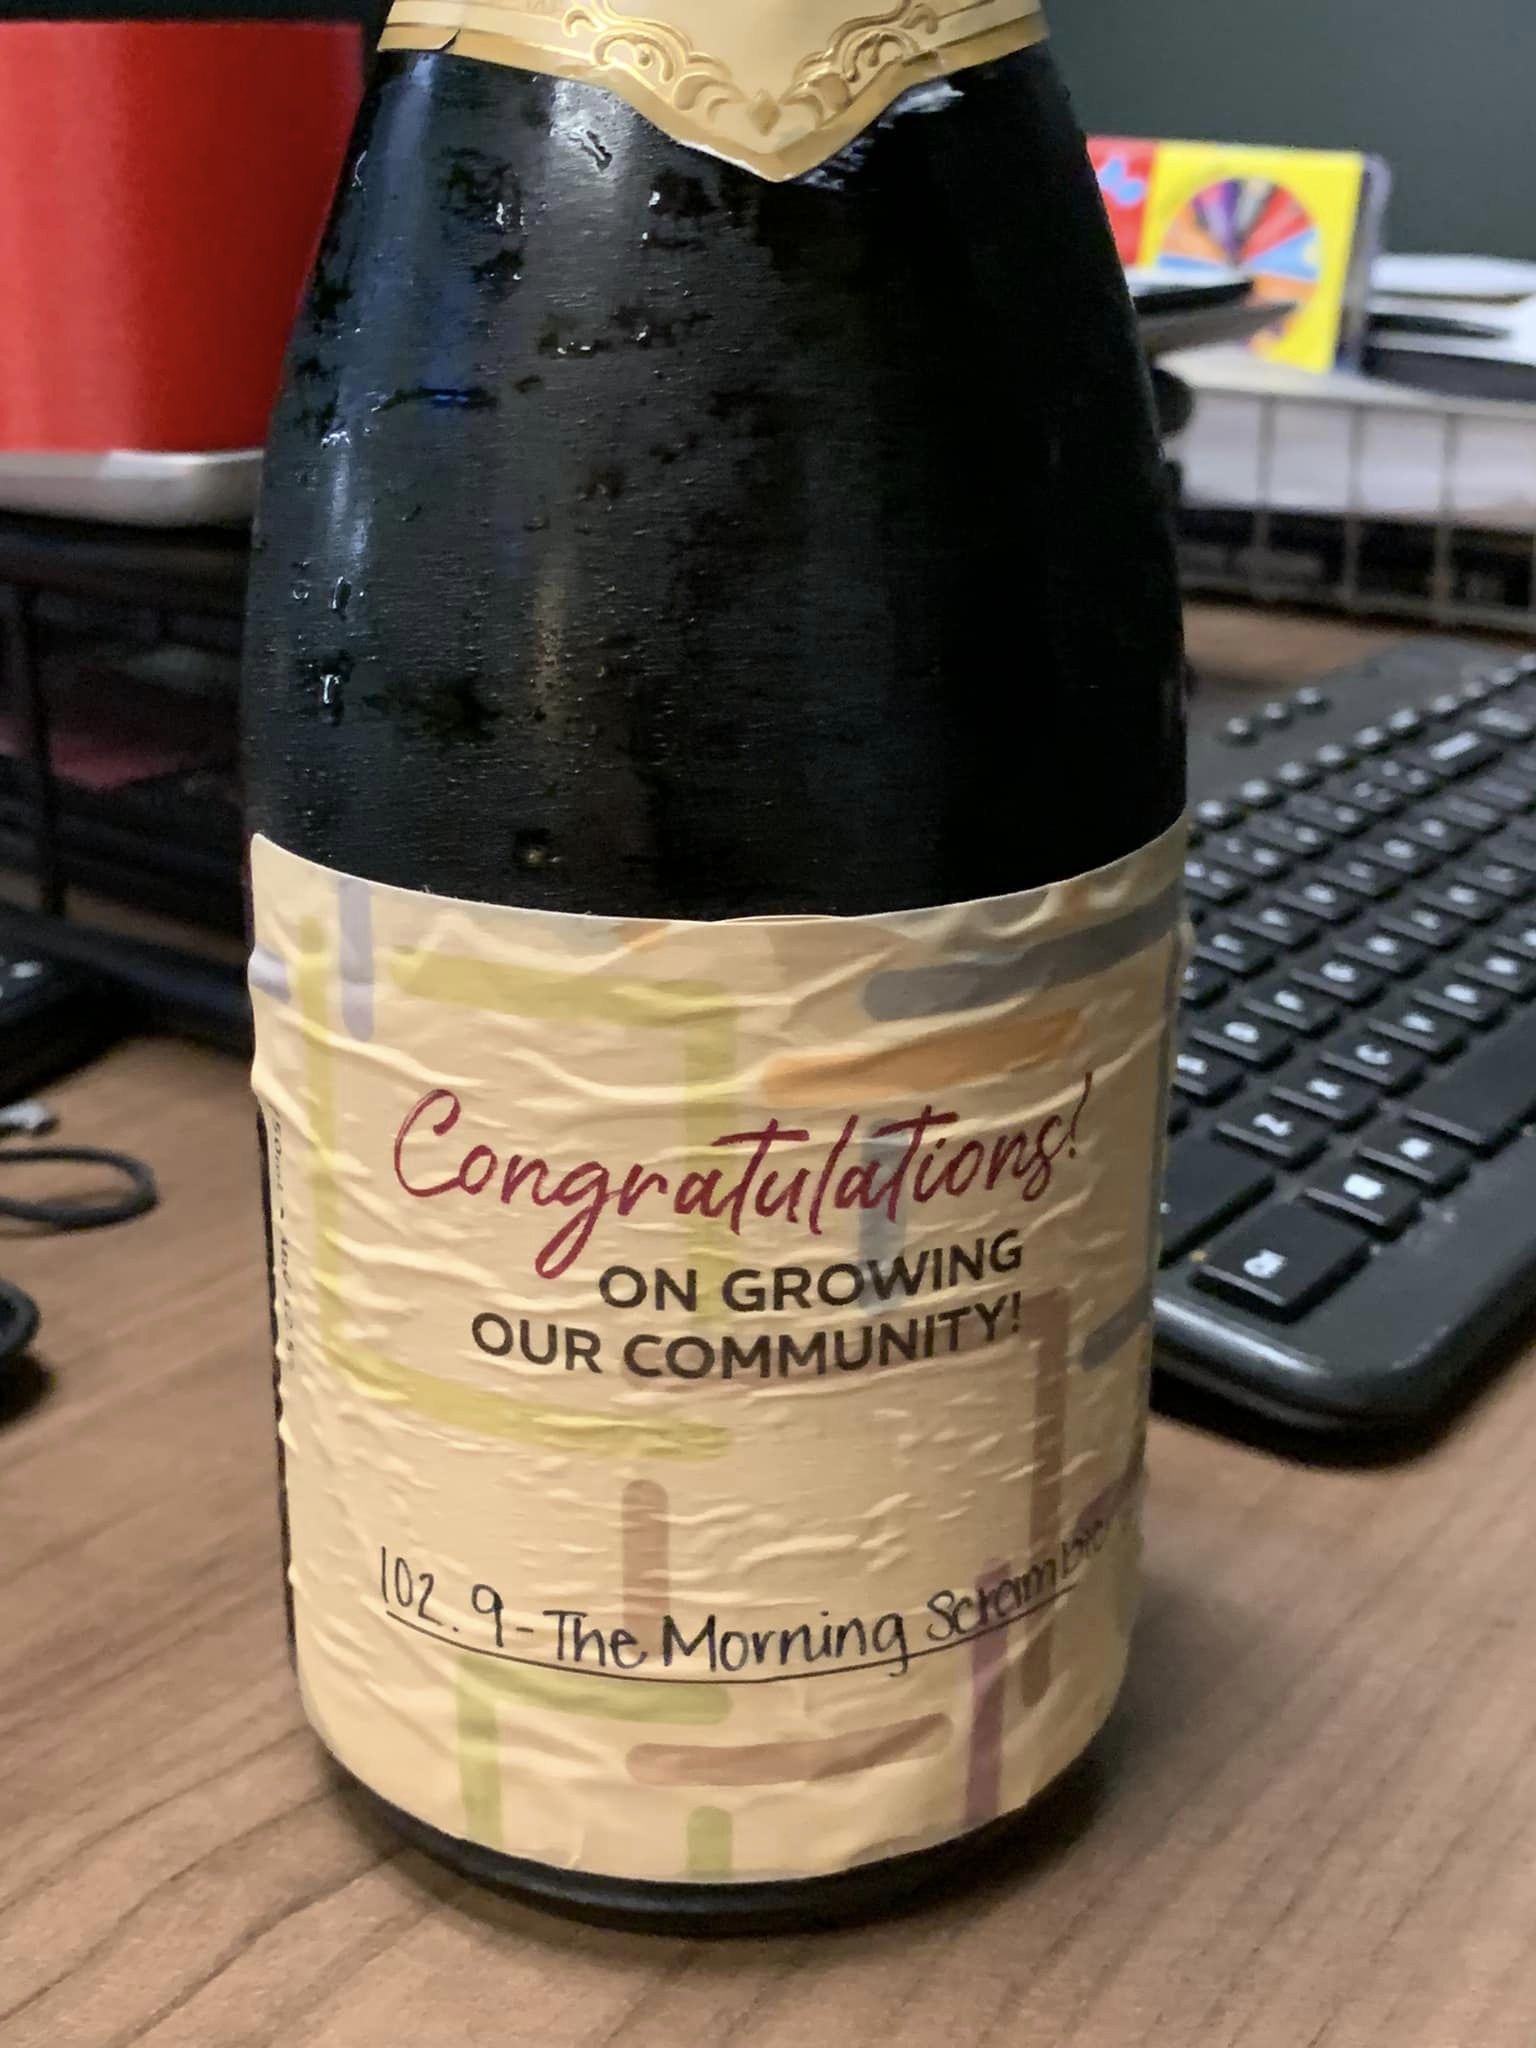 Congratulations!
ON GROWING
OUR COMMUNITY!
102.9-The Morning Scramble